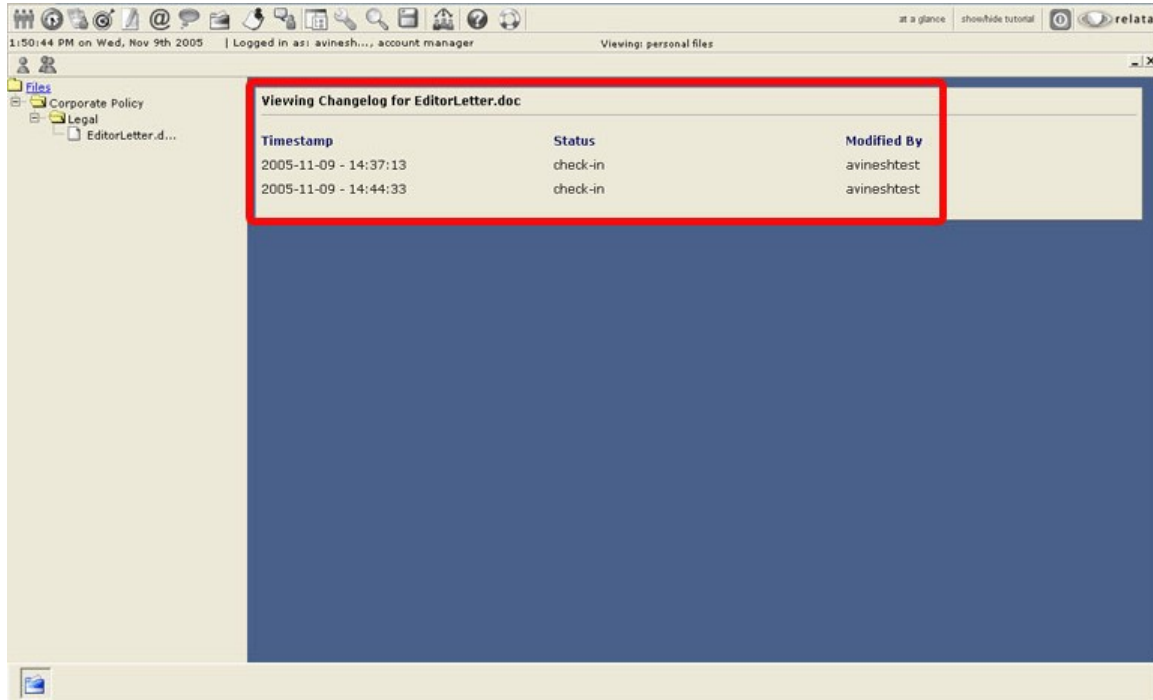 at a glance show/hide tutorial relata
1:50:44 PM on Wed, Nov 9th 2005 | Logged in as: avinesh..., account manager Viewing: personal files
Files
Corporate Policy
Legal
EditorLetter.d...
Viewing Changelog for EditorLetter.doc
Timestamp Status Modified By
2005-11-09 - 14:37:13 check-in avineshtest
2005-11-09 - 14:44:33 check-in avineshtest